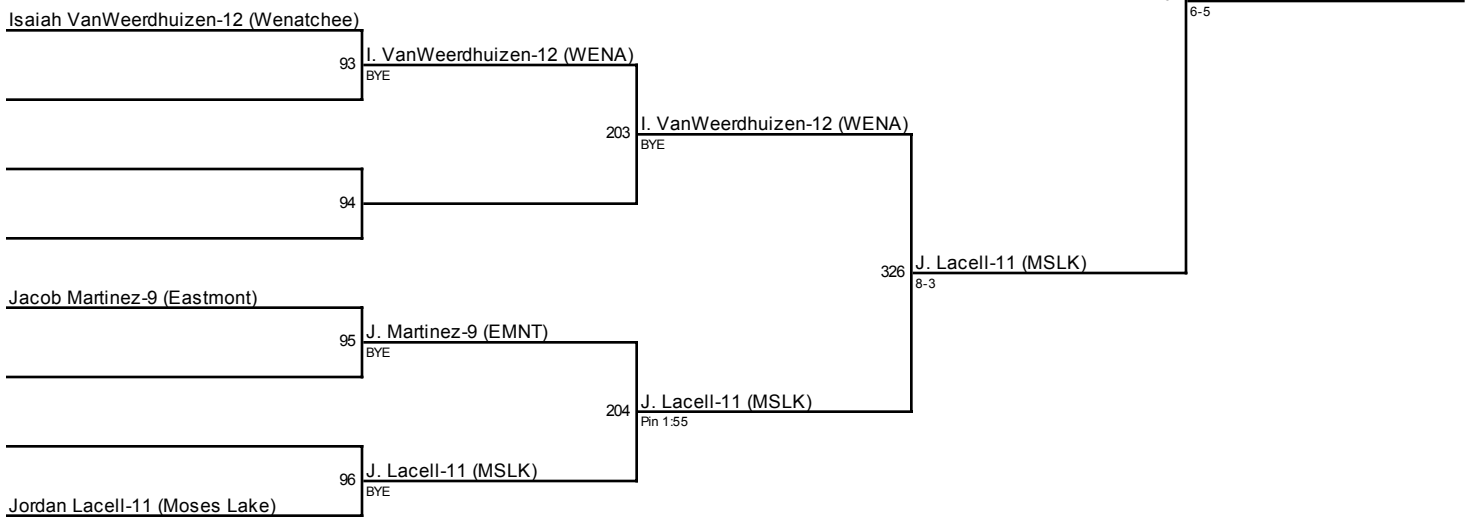 6-5
Isaiah VanWeerdhuizen-12 (Wenatchee)
93 I. VanWeerdhuizen-12 (WENA)
BYE
203 I. VanWeerdhuizen-12 (WENA)
BYE
94
326 J. Lacell-11 (MSLK)
8-3
Jacob Martinez-9 (Eastmont)
95 J. Martinez-9 (EMNT)
BYE
204 J. Lacell-11 (MSLK)
Pin 1:55
96 J. Lacell-11 (MSLK)
BYE
Jordan Lacell-11 (Moses Lake)